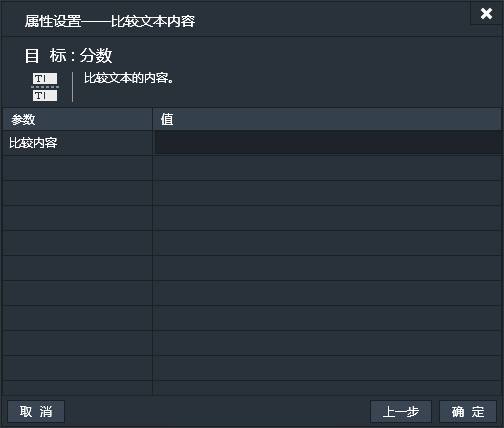 属性设置——比较文本内容
目 标：分数
比较文本的内容。
参数 值
比较内容
取 消 上一步 确 定